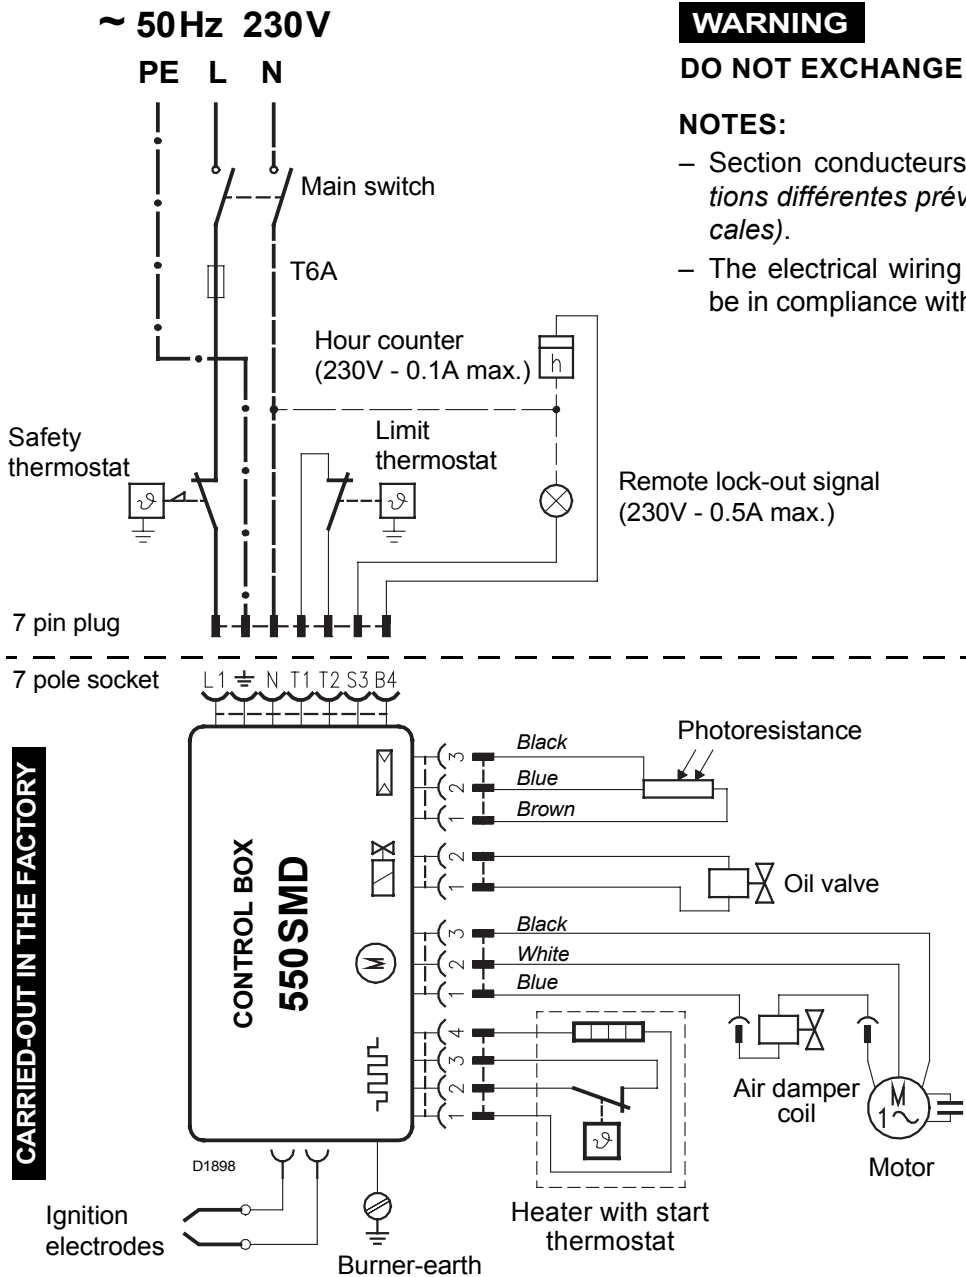 ~ 50Hz 230V
PE L N
WARNING
DO NOT EXCHANGE
NOTES:
– Section conducteurs
tions différentes prév
cales).
– The electrical wiring
be in compliance with
Main switch
T6A
Hour counter
(230V - 0.1A max.)
h
Safety
thermostat
ϑ
Limit
thermostat
ϑ
Remote lock-out signal
(230V - 0.5A max.)
7 pin plug
7 pole socket
L1 N T1 T2 S3 B4
CARRIED-OUT IN THE FACTORY
CONTROL BOX
550SMD
M
3 Black
2 Blue
1 Brown
Photoresistance
2
1
Oil valve
3 Black
2 White
1 Blue
4
3
2
1
ϑ
Air damper
coil
M
1~
Motor
D1898
Ignition
electrodes
Burner-earth
Heater with start
thermostat